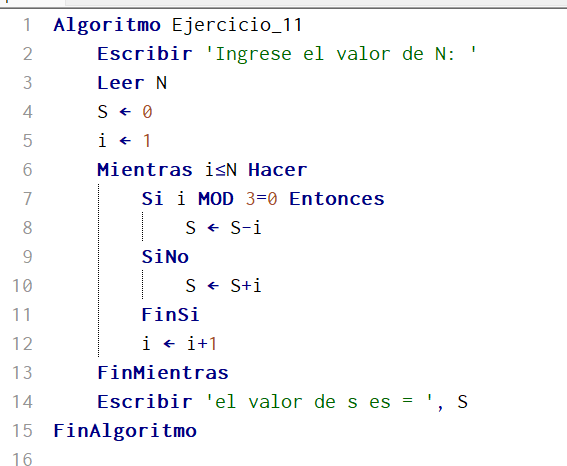 1 Algoritmo Ejercicio_11
2 Escribir 'Ingrese el valor de N: '
3 Leer N
4 S ← 0
5 i ← 1
6 Mientras i≤N Hacer
7 Si i MOD 3=0 Entonces
8 S ← S-i
9 SiNo
10 S ← S+i
11 FinSi
12 i ← i+1
13 FinMientras
14 Escribir 'el valor de s es = ', S
15 FinAlgoritmo
16